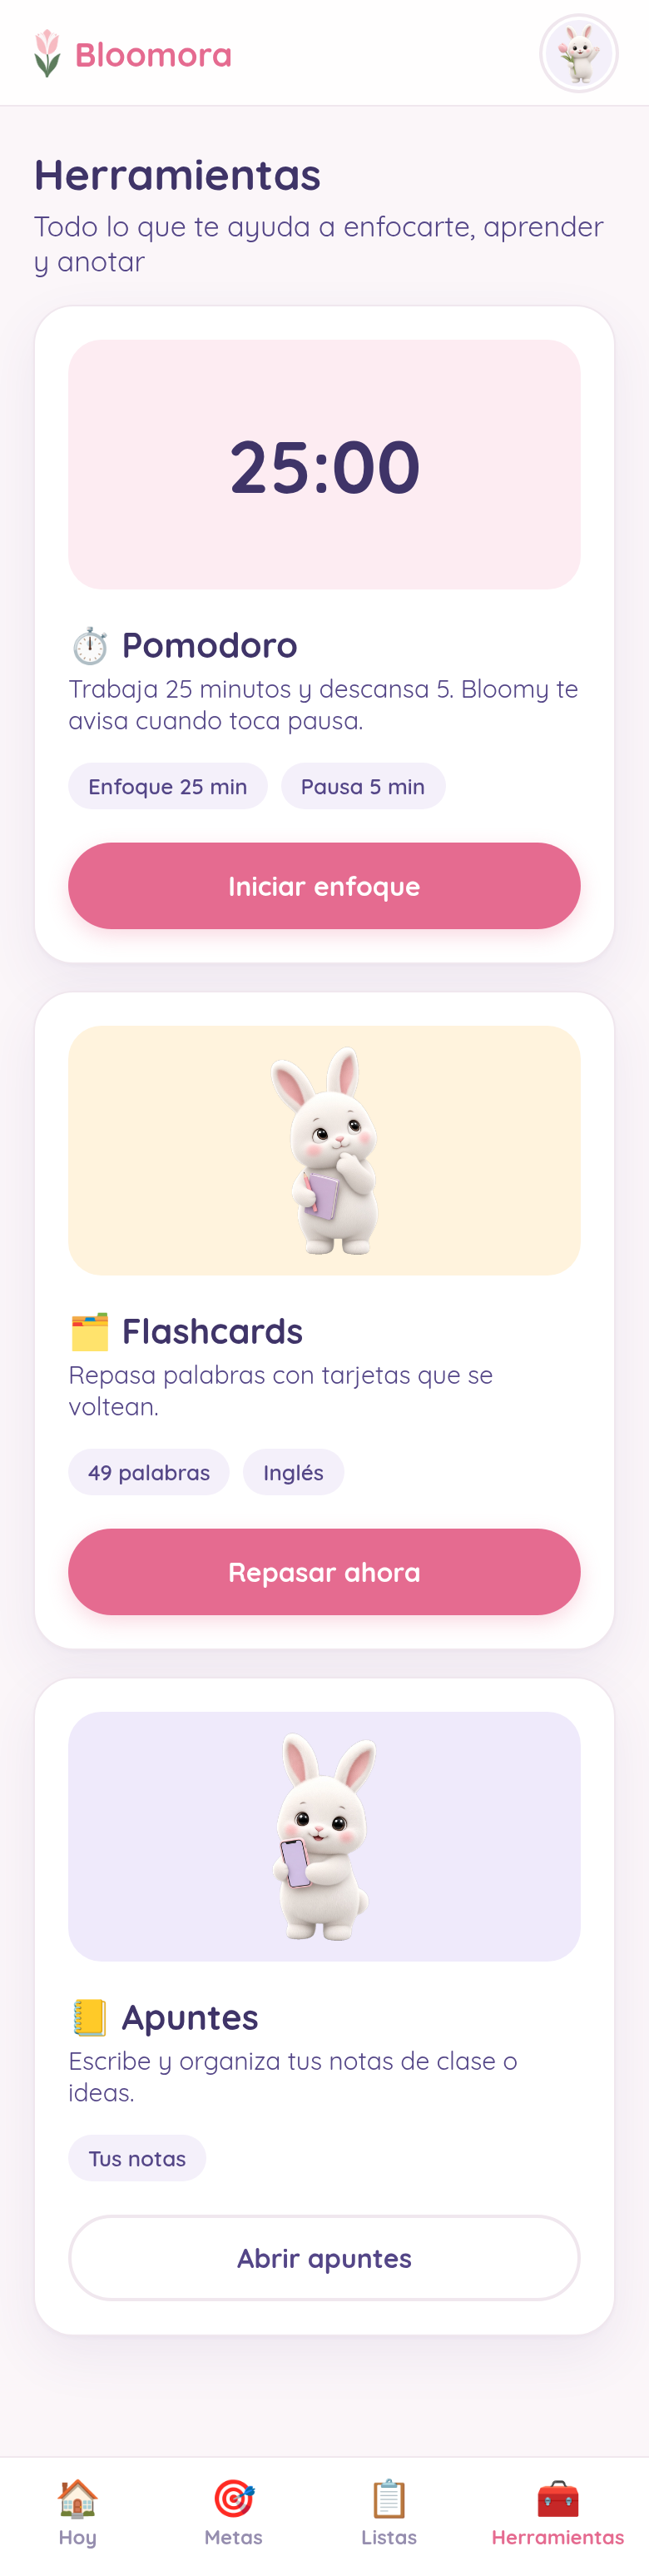 Bloomora
Herramientas
Todo lo que te ayuda a enfocarte, aprender
y anotar
25:00
Pomodoro
Trabaja 25 minutos y descansa 5. Bloomy te
avisa cuando toca pausa.
Enfoque 25 min
Pausa 5 min
Iniciar enfoque
Flashcards
Repasa palabras con tarjetas que se
voltean.
49 palabras
Inglés
Repasar ahora
Apuntes
Escribe y organiza tus notas de clase o
ideas.
Tus notas
Abrir apuntes
Hoy
Metas
Listas
Herramientas